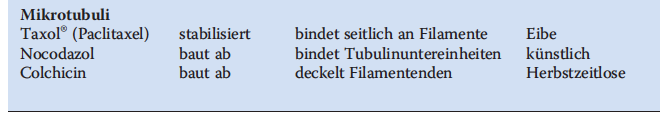 Mikrotubuli
Taxol® (Paclitaxel) stabilisiert bindet seitlich an Filamente Eibe
Nocodazol baut ab bindet Tubulinuntereinheiten künstlich
Colchicin baut ab deckelt Filamentenden Herbstzeitlose